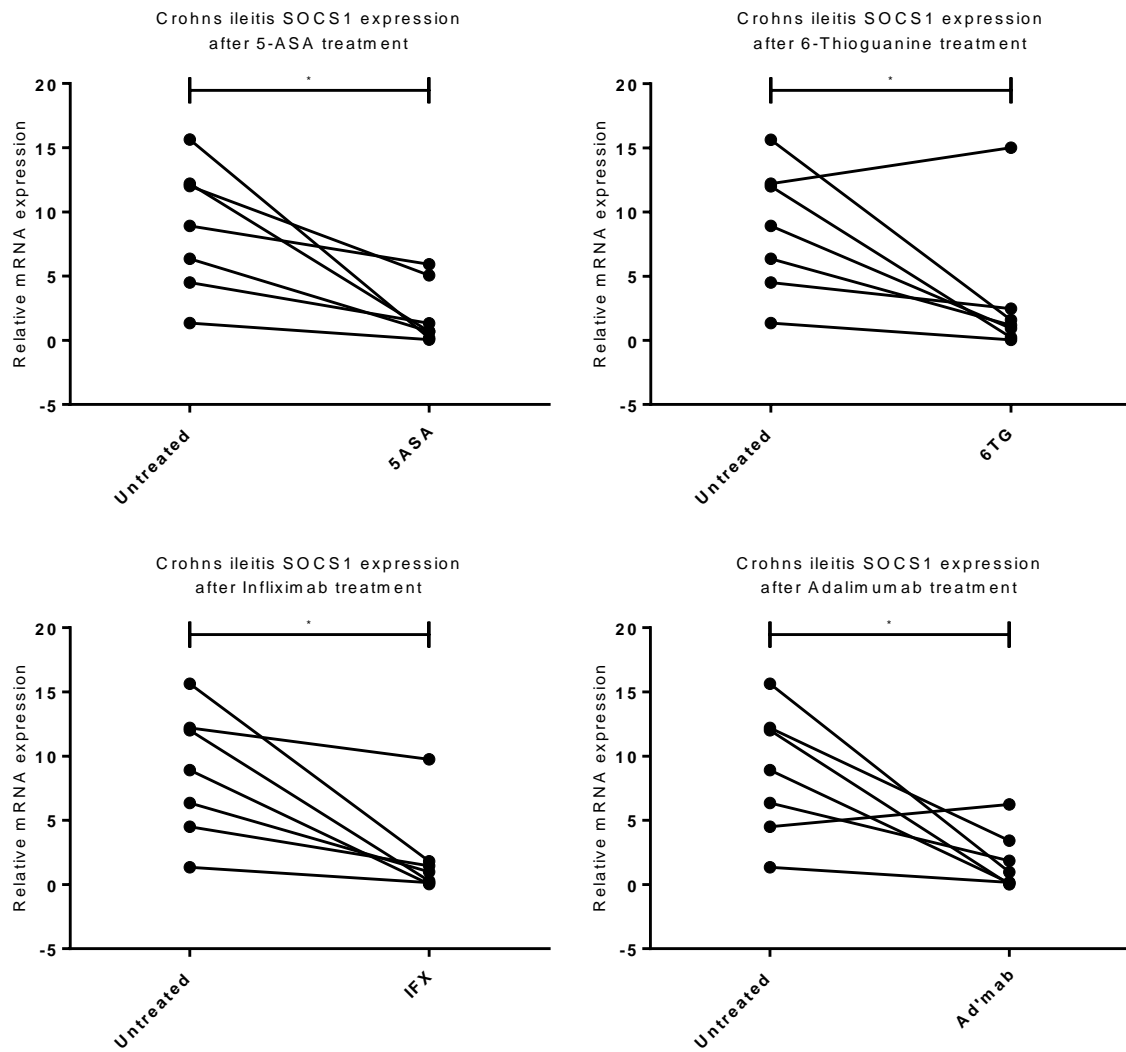 Crohns ileitis SOCS1 expression
after 5-ASA treatment
*
20
15
10
5
0
-5
Relative mRNA expression
Untreated
5ASA
Crohns ileitis SOCS1 expression
after 6-Thioguanine treatment
*
20
15
10
5
0
-5
Relative mRNA expression
Untreated
6TG
Crohns ileitis SOCS1 expression
after Infliximab treatment
*
20
15
10
5
0
-5
Relative mRNA expression
Untreated
IFX
Crohns ileitis SOCS1 expression
after Adalimumab treatment
*
20
15
10
5
0
-5
Relative mRNA expression
Untreated
Ad'mab